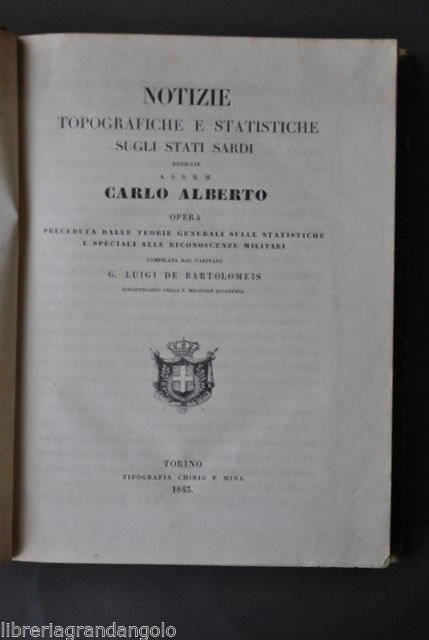 NOTIZIE
TOPOGRAFICHE E STATISTICHE
SUGLI STATI SARDI
DEDICATE
A S. S. R. M.
CARLO ALBERTO
OPERA
PRECEDUTA DALLE TEORIE GENERALI SULLE STATISTICHE
E SPECIALI ALLE RICONOSCENZE MILITARI
COMPILATA DAL CAPITANO
G. LUIGI DE BARTOLOMEIS
BIBLIOTECARIO DELLA R. MILITARE ACCADEMIA.
TORINO
TIPOGRAFIA CHIRIO E MINA
1843.
libreriagrandangolo